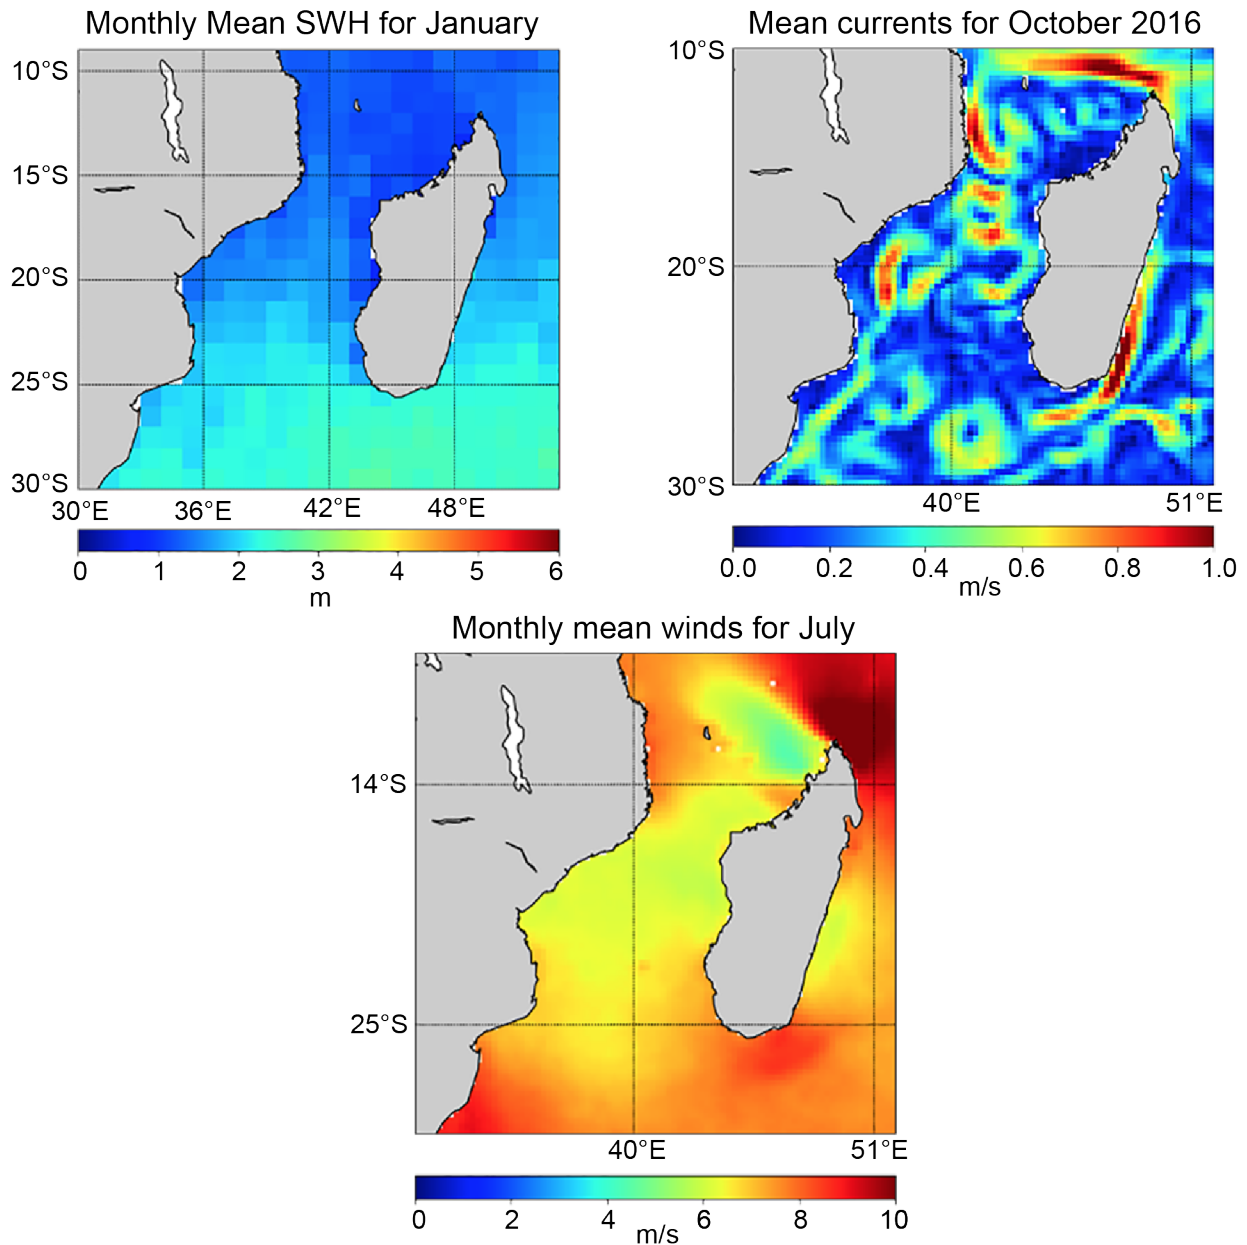 Monthly Mean SWH for January
10°S
15°S
20°S
25°S
30°S
30°E 36°E 42°E 48°E
0 1 2 3 4 5 6
m
Mean currents for October 2016
10°S
20°S
30°S
40°E 51°E
0.0 0.2 0.4 0.6 0.8 1.0
m/s
Monthly mean winds for July
14°S
25°S
40°E 51°E
0 2 4 6 8 10
m/s